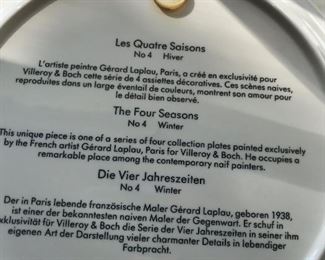 Les Quatre Saisons
No 4 Hiver
L'artiste peintre Gérard Laplau, Paris, a créé en exclusivité pour
Villeroy & Boch cette série de 4 assiettes décoratives. Ces scènes naives,
reproduites dans un large éventail de couleurs, montrent son amour pour
le détail bien observé.
The Four Seasons
No 4 Winter
This unique piece is one of a series of four collection plates painted exclusively
by the French artist Gérard Laplau, Paris for Villeroy & Boch. He occupies a
remarkable place among the contemporary naif painters.
Die Vier Jahreszeiten
No 4 Winter
Der in Paris lebende französische Maler Gérard Laplau, geboren 1938,
ist einer der bekanntesten naiven Maler der Gegenwart. Er schuf in
Exklusivität für Villeroy & Boch die Serie der Vier Jahreszeiten in seiner ihm
eigenen Art der Darstellung vieler charmanter Details in lebendiger
Farbpracht.